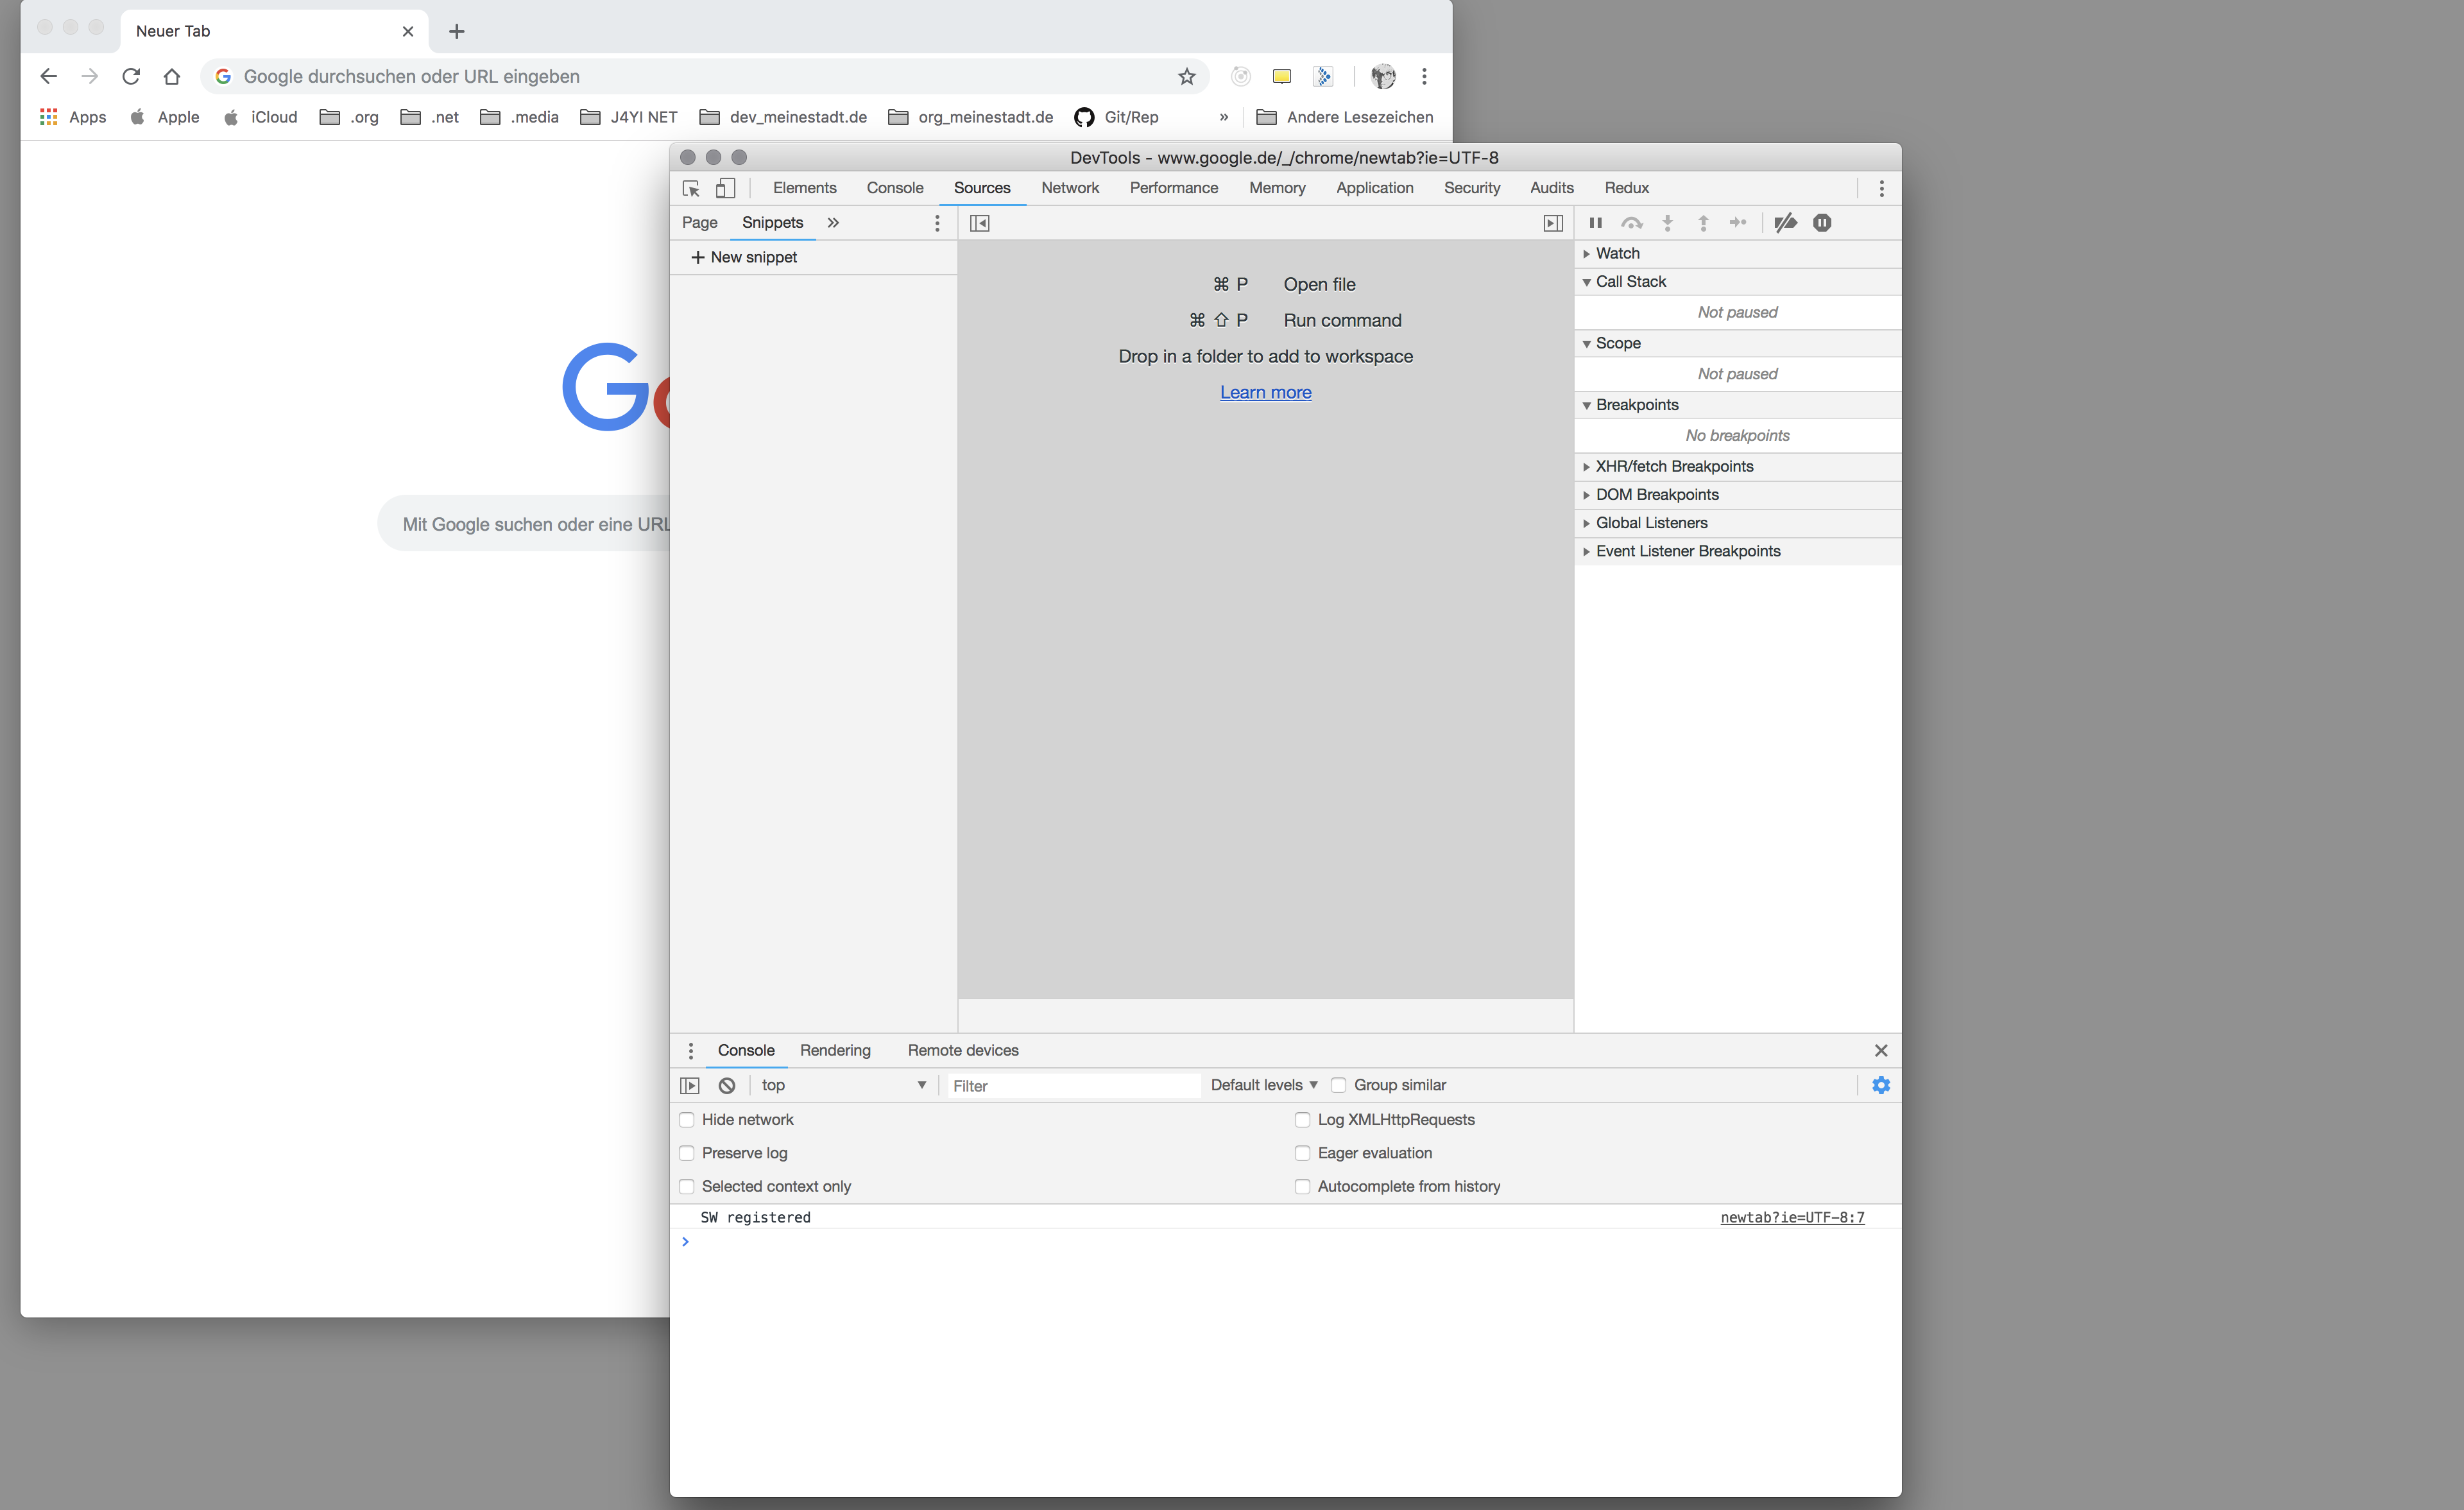 Neuer Tab
Google durchsuchen oder URL eingeben
Apps Apple iCloud .org .net .media J4YI NET dev_meinestadt.de org_meinestadt.de Git/Rep » Andere Lesezeichen
DevTools - www.google.de/_/chrome/newtab?ie=UTF-8
Elements Console Sources Network Performance Memory Application Security Audits Redux
Page Snippets »
+ New snippet
⌘ P Open file
⌘ ⇧ P Run command
Drop in a folder to add to workspace
Learn more
Watch
Call Stack
Not paused
Scope
Not paused
Breakpoints
No breakpoints
XHR/fetch Breakpoints
DOM Breakpoints
Global Listeners
Event Listener Breakpoints
Mit Google suchen oder eine URL
Console Rendering Remote devices
top Filter Default levels Group similar
Hide network Log XMLHttpRequests
Preserve log Eager evaluation
Selected context only Autocomplete from history
SW registered newtab?ie=UTF-8:7